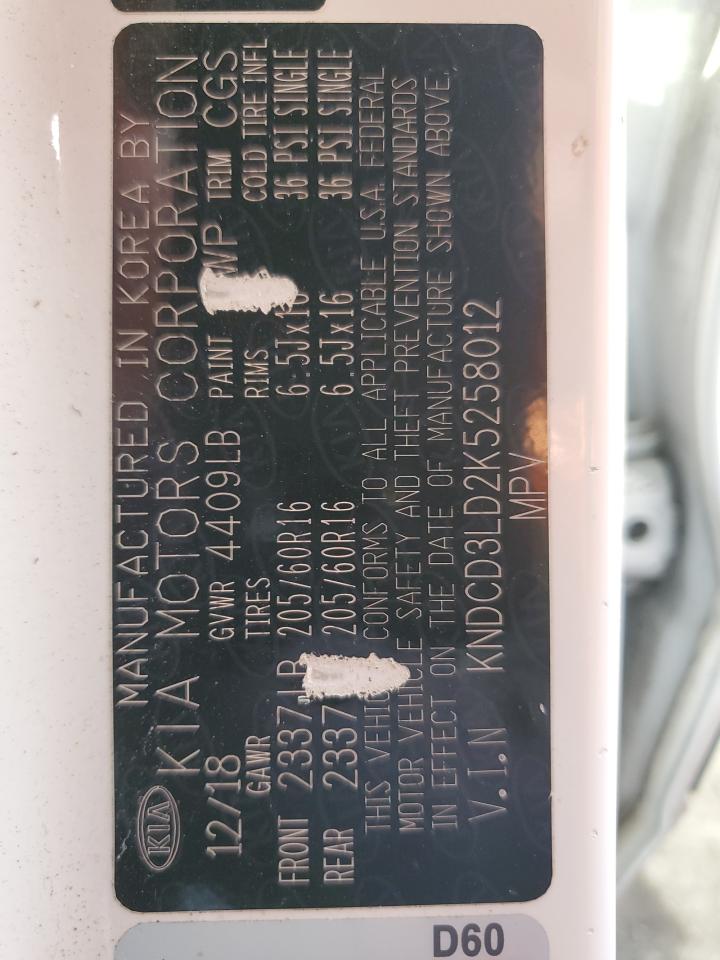 KIA
MANUFACTURED IN KOREA BY
KIA MOTORS CORPORATION
12/18 GVWR 4409LB PAINT WP TRIM CGS
GAWR TIRES RIMS COLD TIRE INFL
FRONT 2337LB 205/60R16 6.5Jx16 36 PSI SINGLE
REAR 2337 205/60R16 6.5Jx16 36 PSI SINGLE
THIS VEHIC CONFORMS TO ALL APPLICABLE U.S.A. FEDERAL
MOTOR VEHICLE SAFETY AND THEFT PREVENTION STANDARDS
IN EFFECT ON THE DATE OF MANUFACTURE SHOWN ABOVE.
V.I.N KNDCD3LD2K5258012
MPV
D60